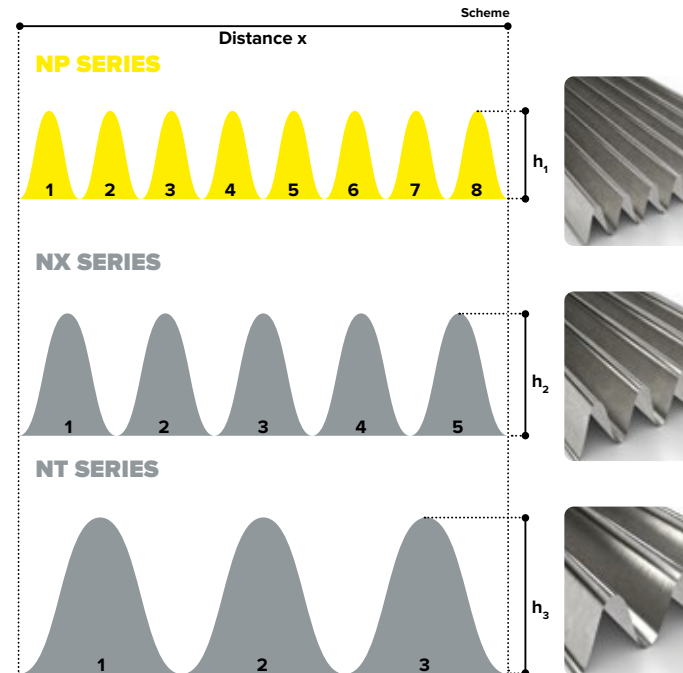 Scheme
Distance x
NP SERIES
1 2 3 4 5 6 7 8
h₁
NX SERIES
1 2 3 4 5
h₂
NT SERIES
1 2 3
h₃